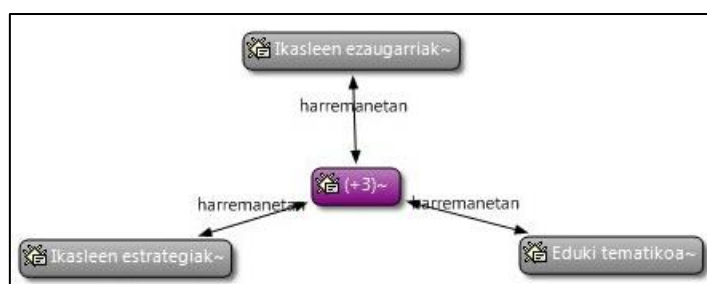 Ikasleen ezaugarriak~
harremanetan
(+3)~
harremanetan
harremanetan
Ikasleen estrategiak~
Eduki tematikoa~